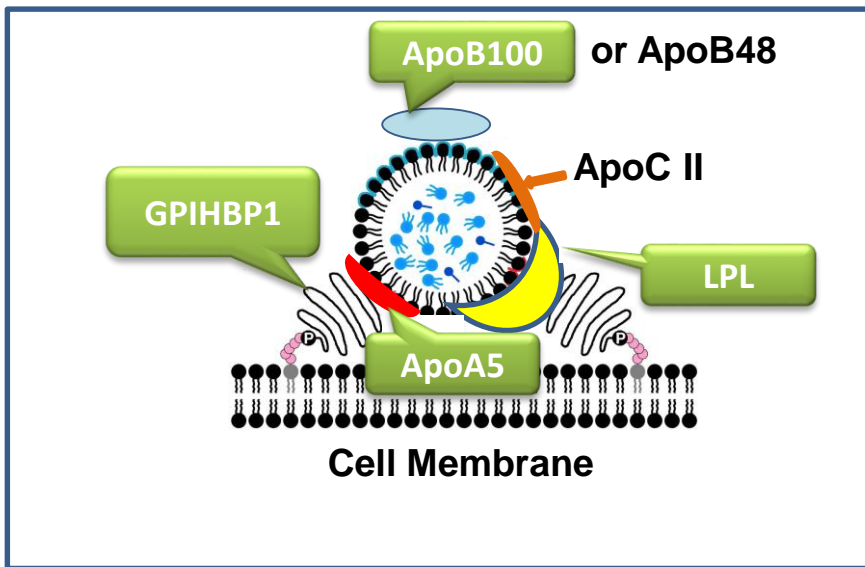 ApoB100 or ApoB48
ApoC II
GPIHBP1
LPL
P P
ApoA5
Cell Membrane